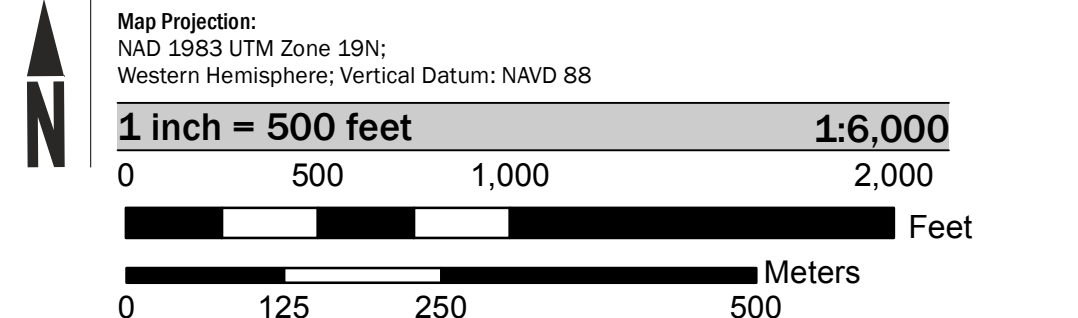 N
Map Projection:
NAD 1983 UTM Zone 19N;
Western Hemisphere; Vertical Datum: NAVD 88
1 inch = 500 feet 1:6,000
0 500 1,000 2,000
Feet
Meters
0 125 250 500